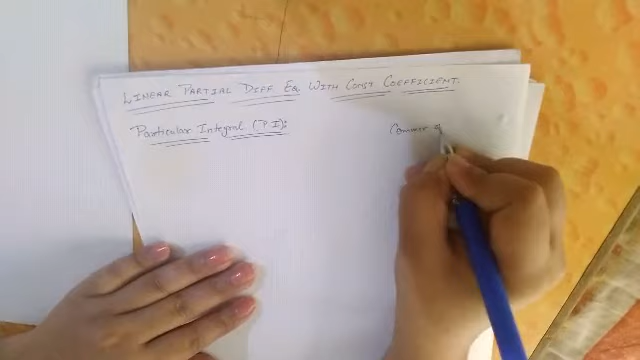 LINEAR PARTIAL DIFF EQ. WITH CONST COEFFICIENT.
Particular Integral (P.I):